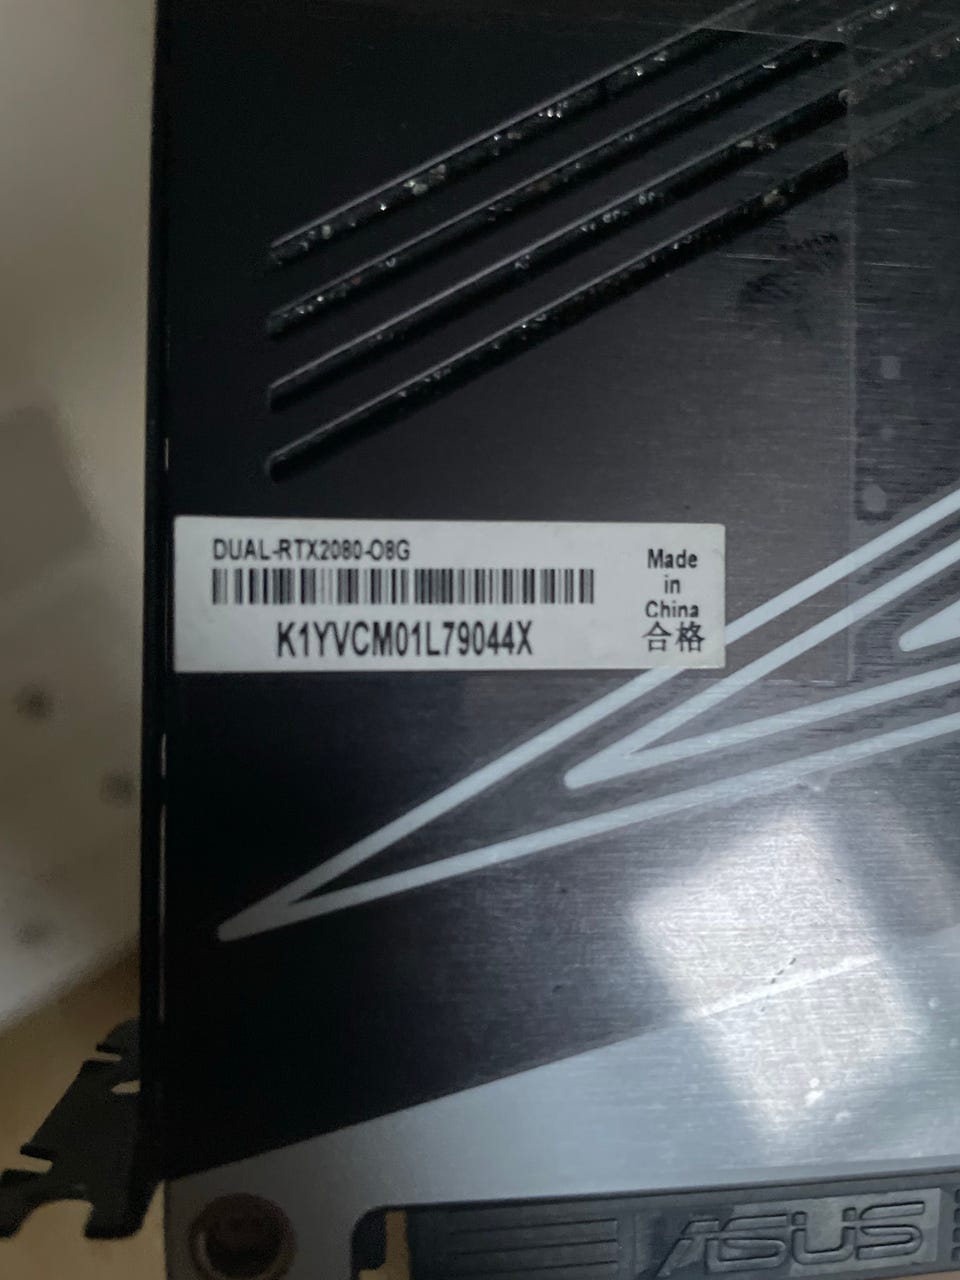 DUAL-RTX2080-O8G
K1YVCM01L79044X
Made
in
China
合格
ASUS